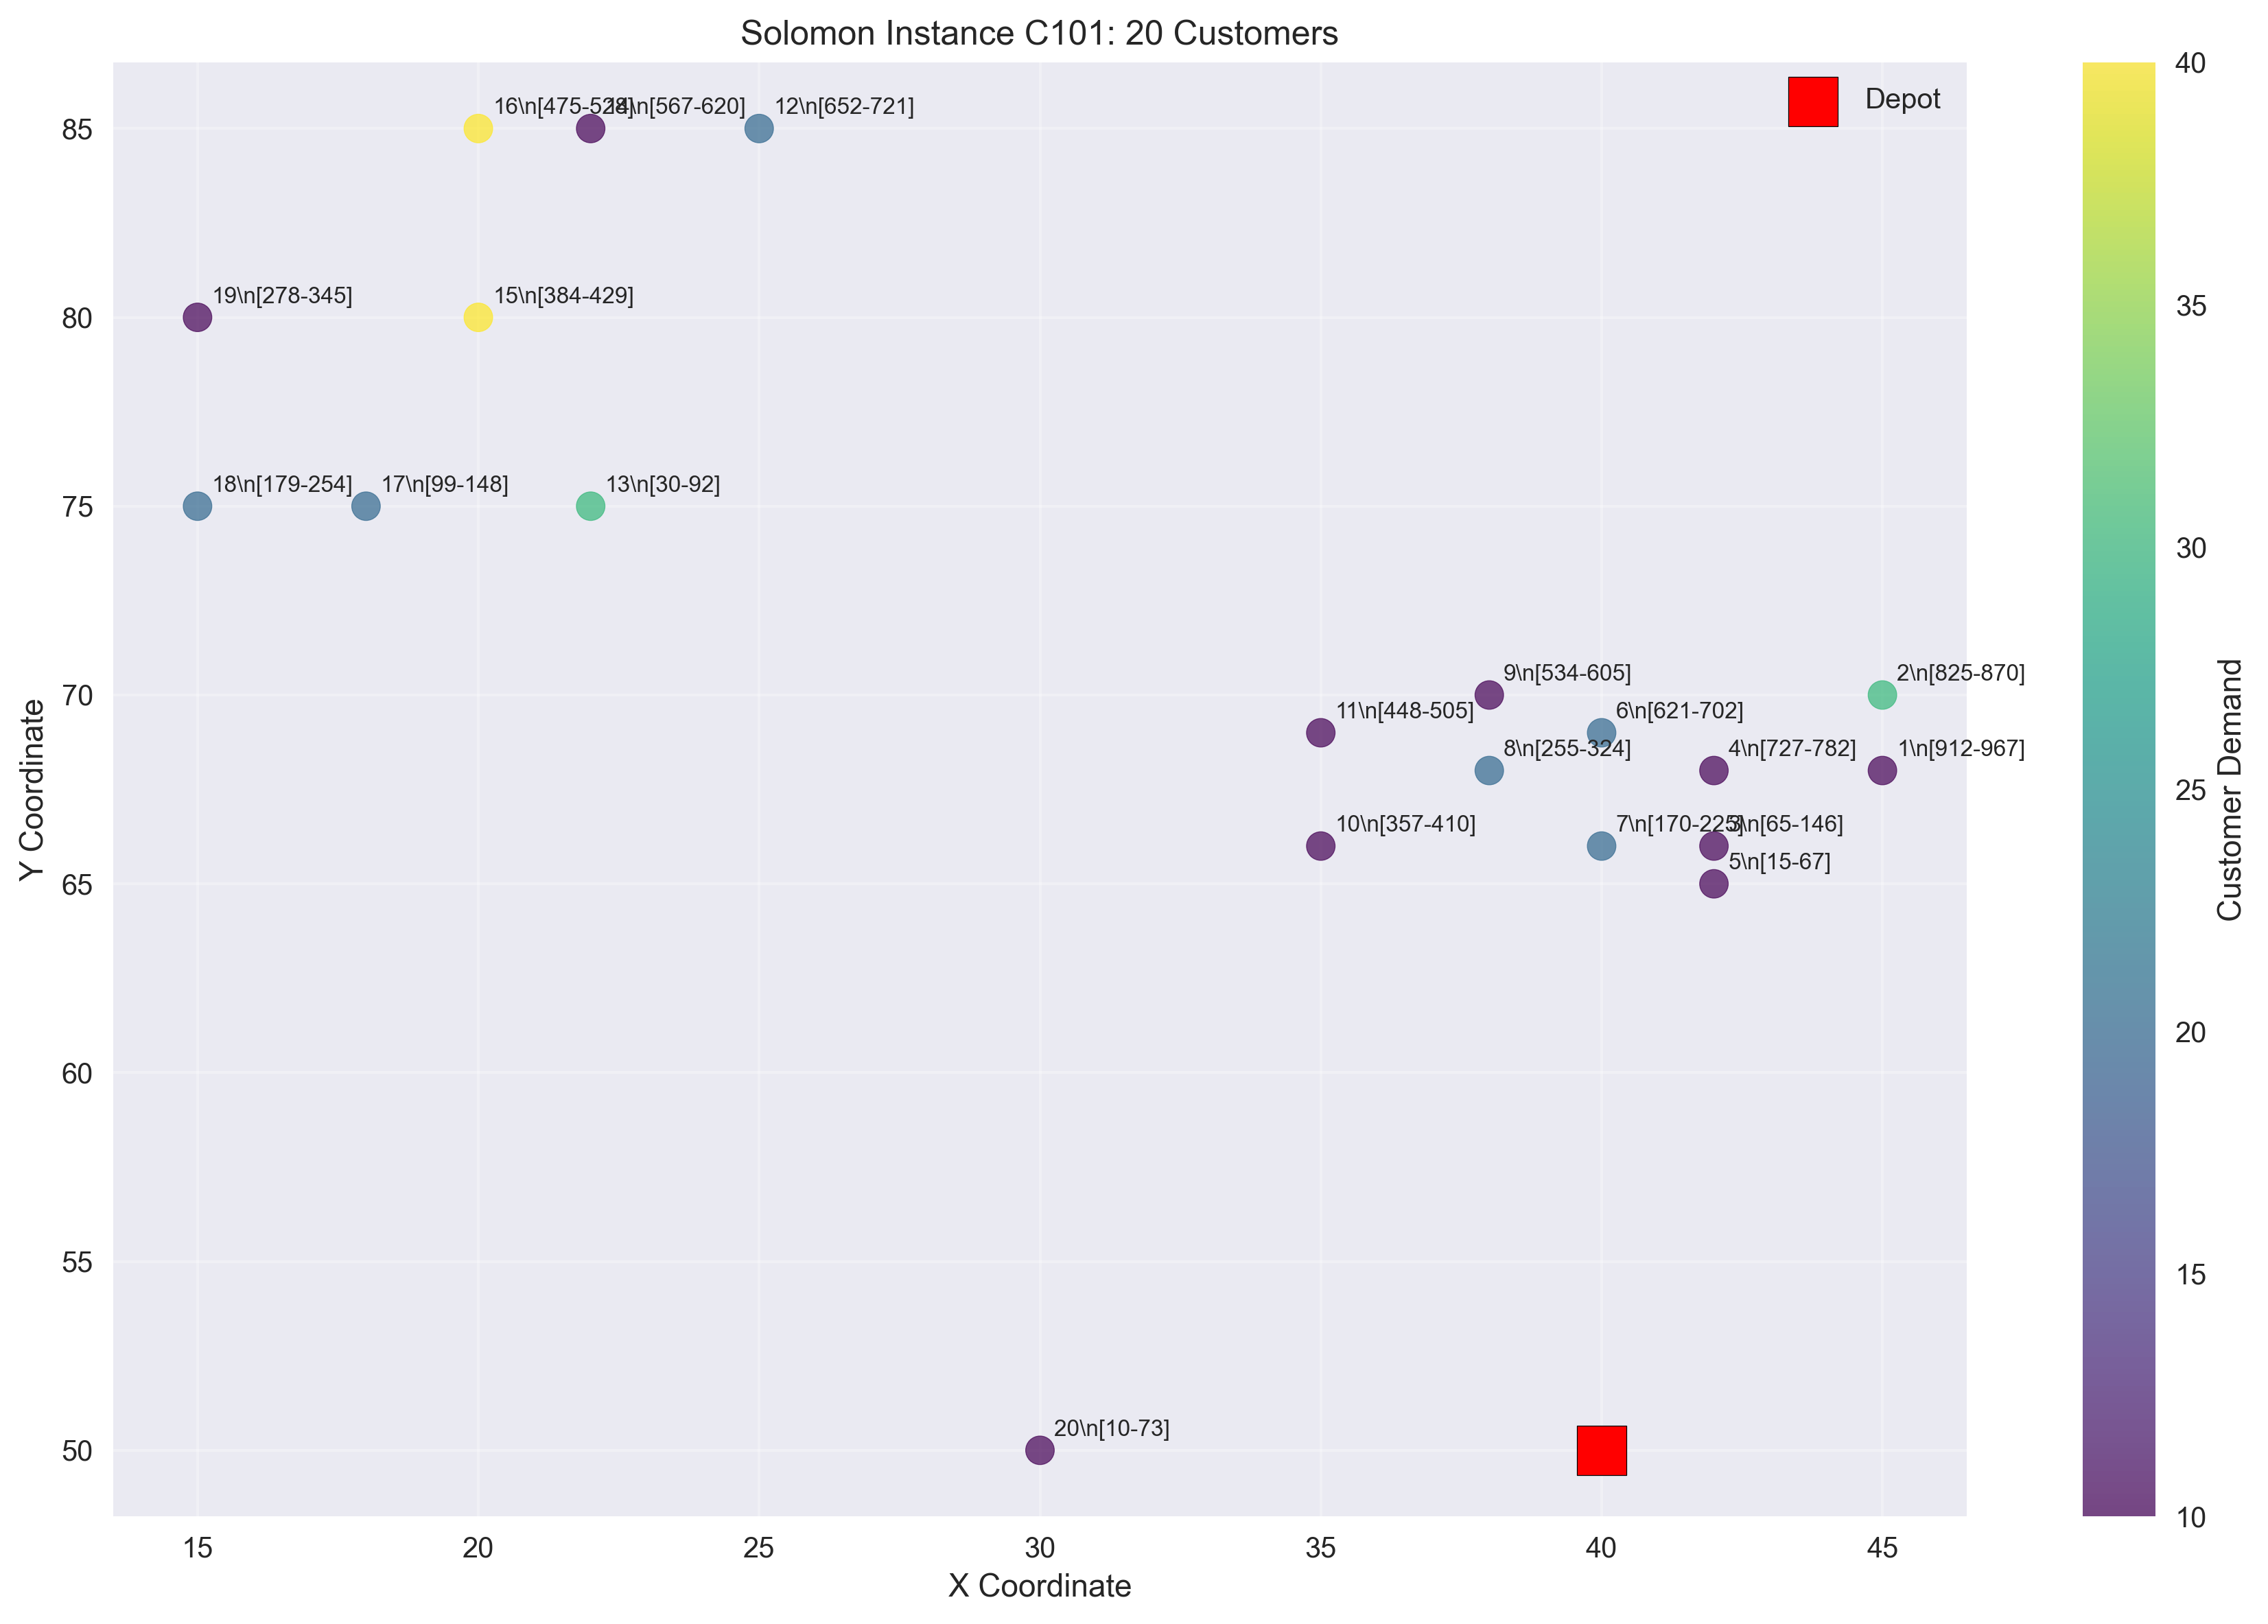 Solomon Instance C101: 20 Customers
Depot
16\n[475-528]
14\n[567-620]
12\n[652-721]
19\n[278-345]
15\n[384-429]
18\n[179-254]
17\n[99-148]
13\n[30-92]
9\n[534-605]
2\n[825-870]
11\n[448-505]
6\n[621-702]
8\n[255-324]
4\n[727-782]
1\n[912-967]
10\n[357-410]
7\n[170-225]
3\n[65-146]
5\n[15-67]
20\n[10-73]
85
80
75
70
65
60
55
50
Y Coordinate
15
20
25
30
35
40
45
X Coordinate
40
35
30
25
20
15
10
Customer Demand